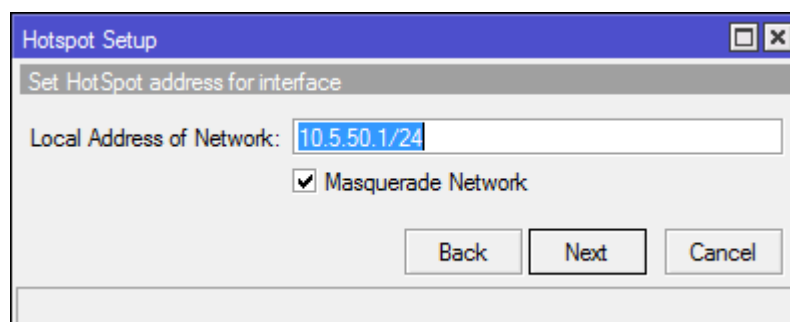 Hotspot Setup
Set HotSpot address for interface
Local Address of Network: 10.5.50.1/24
Masquerade Network
Back Next Cancel